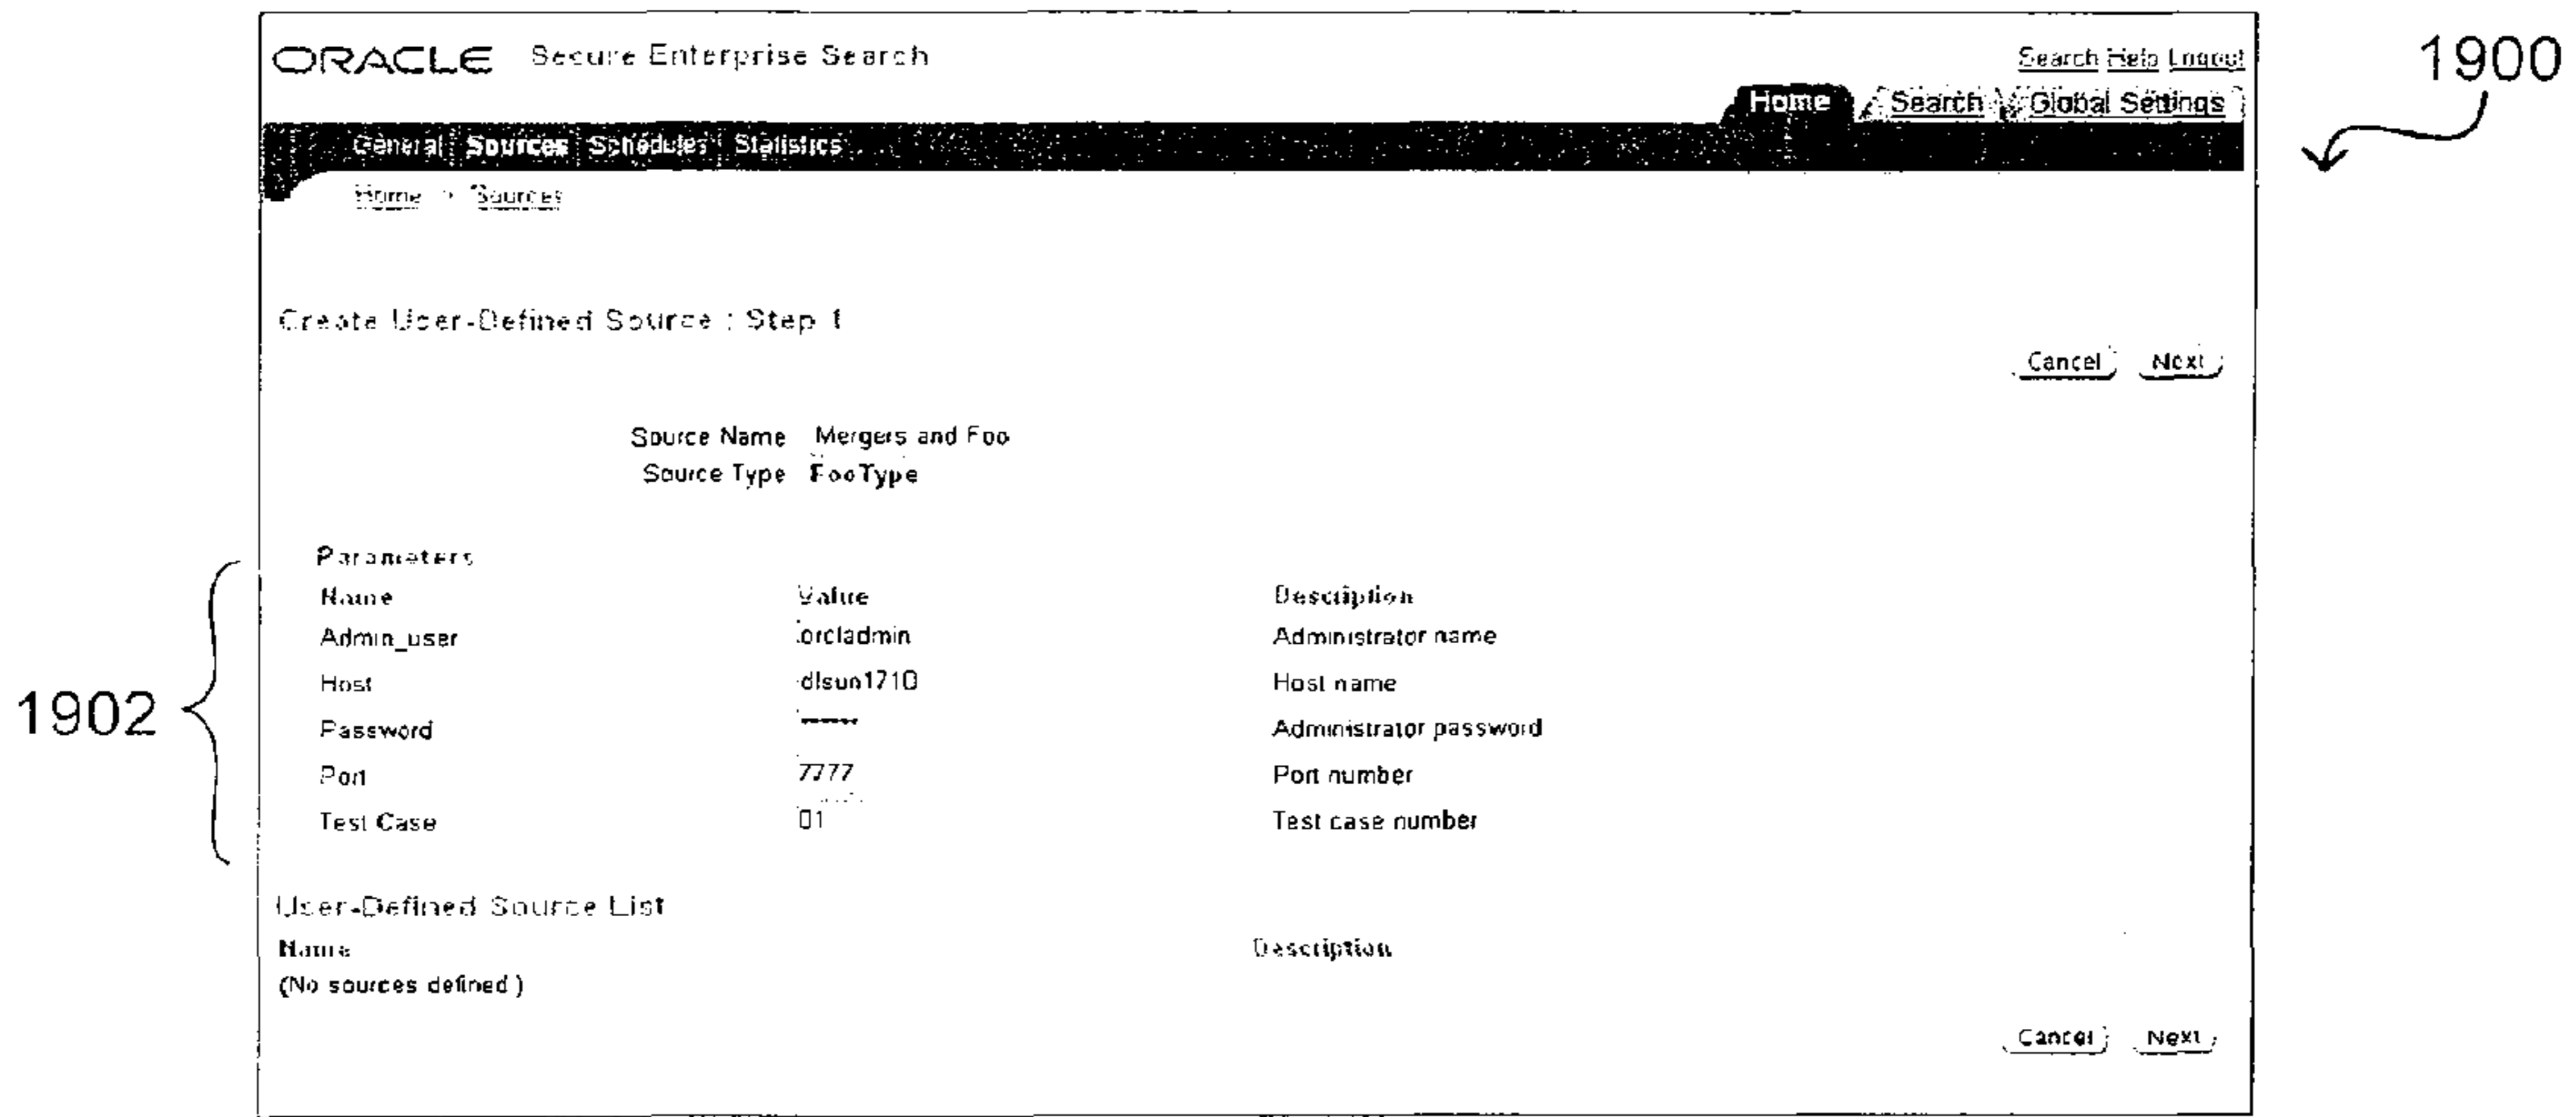 ORACLE Secure Enterprise Search
Search Help Logout
1900
Home Search Global Settings
General Sources Schedules Statistics
Home > Sources
Create User-Defined Source : Step 1
Cancel Next
Source Name Mergers and Foo
Source Type FooType
1902
Parameters
Name Value Description
Admin_user orcladmin Administrator name
Host dlsun1710 Host name
Password Administrator password
Port 7777 Port number
Test Case 01 Test case number
User-Defined Source List
Name Description
(No sources defined )
Cancel Next